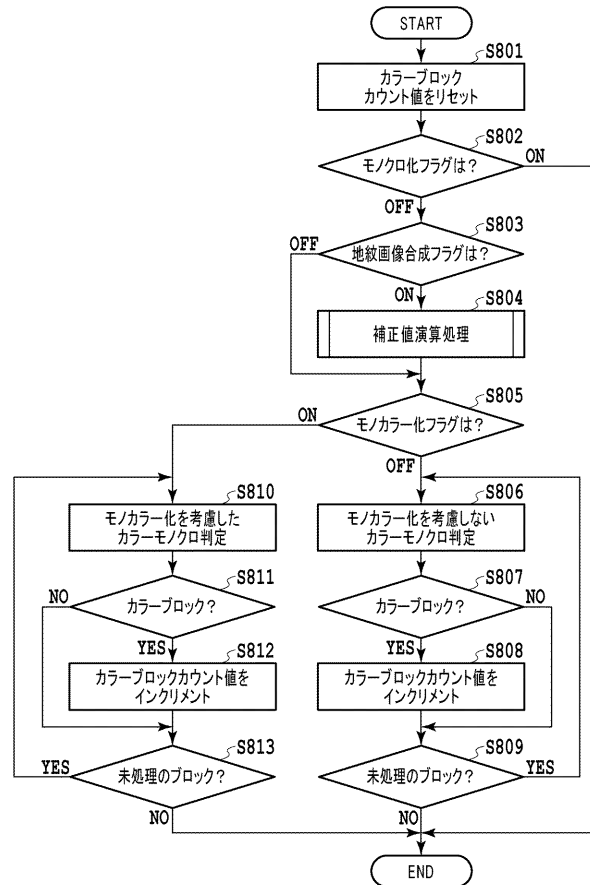 START
S801
カラーブロック
カウント値をリセット
S802
モノクロ化フラグは?
ON
OFF
S803
地紋画像合成フラグは?
OFF
ON
S804
補正値演算処理
S805
モノカラー化フラグは?
ON
OFF
S810
モノカラー化を考慮した
カラーモノクロ判定
S811
カラーブロック?
NO
YES
S812
カラーブロックカウント値を
インクリメント
S813
未処理のブロック?
YES
NO
S806
モノカラー化を考慮しない
カラーモノクロ判定
S807
カラーブロック?
NO
YES
S808
カラーブロックカウント値を
インクリメント
S809
未処理のブロック?
YES
NO
END